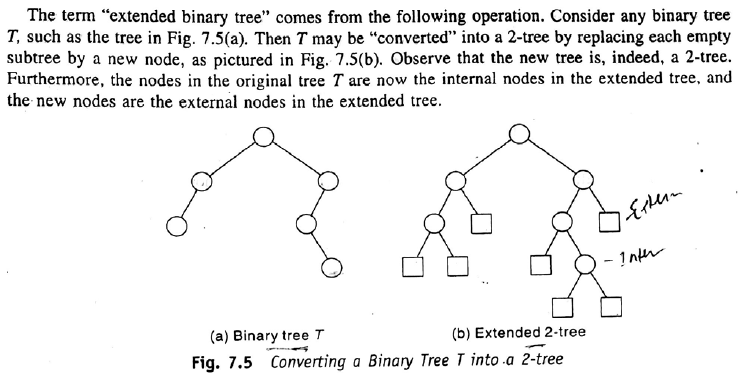 The term “extended binary tree” comes from the following operation. Consider any binary tree
T, such as the tree in Fig. 7.5(a). Then T may be “converted” into a 2-tree by replacing each empty
subtree by a new node, as pictured in Fig. 7.5(b). Observe that the new tree is, indeed, a 2-tree.
Furthermore, the nodes in the original tree T are now the internal nodes in the extended tree, and
the new nodes are the external nodes in the extended tree.
Extern
- Inter
(a) Binary tree T
(b) Extended 2-tree
Fig. 7.5 Converting a Binary Tree T into a 2-tree